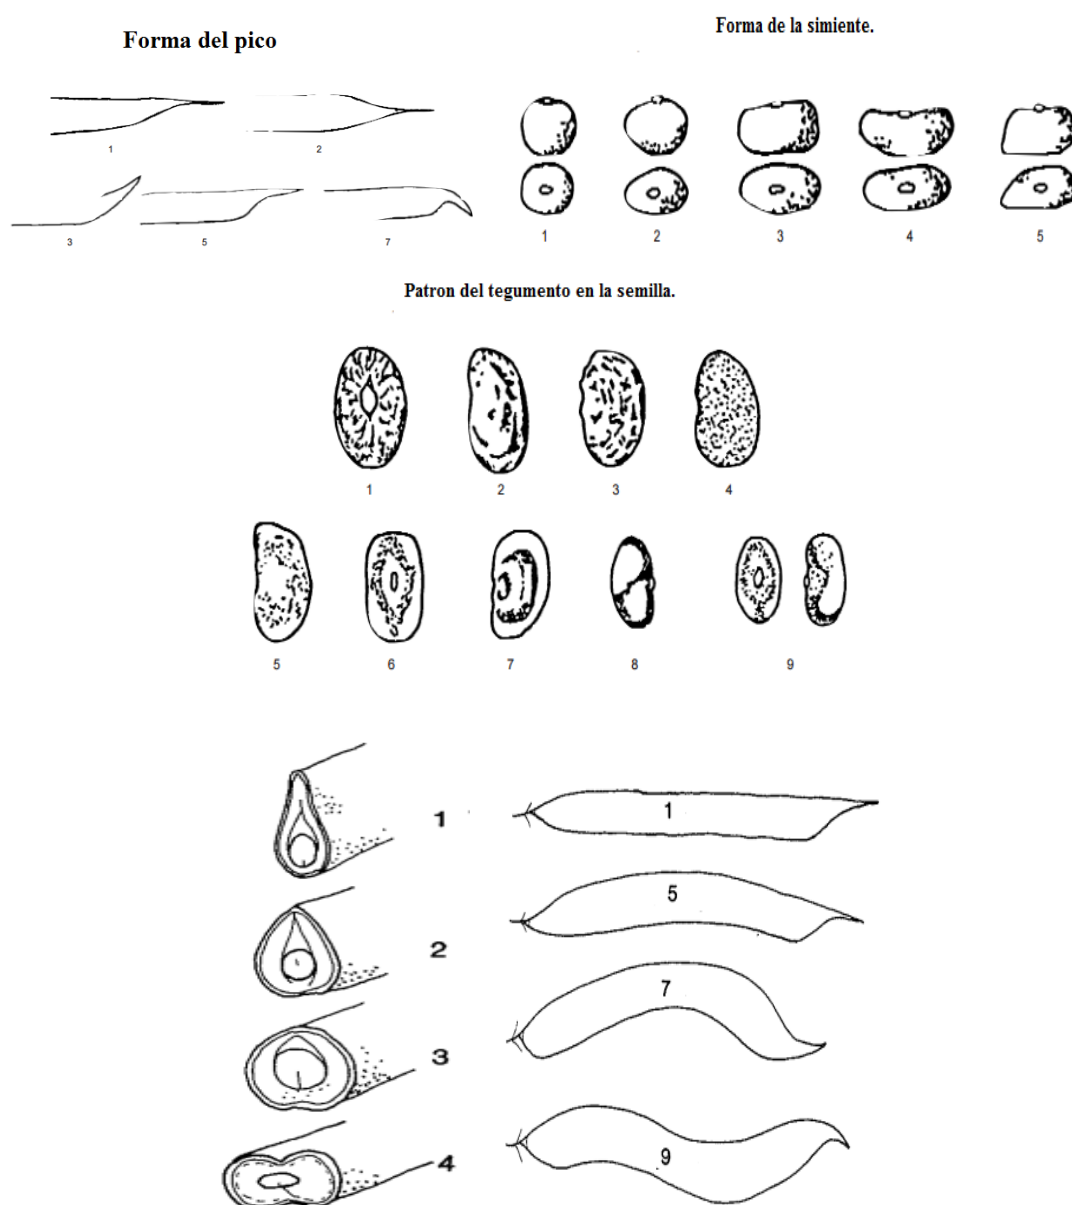 Forma del pico
Forma de la simiente.
1 2
3 5 7
1 2 3 4 5
Patron del tegumento en la semilla.
1 2 3 4
5 6 7 8 9
1
2
3
4
1
5
7
9